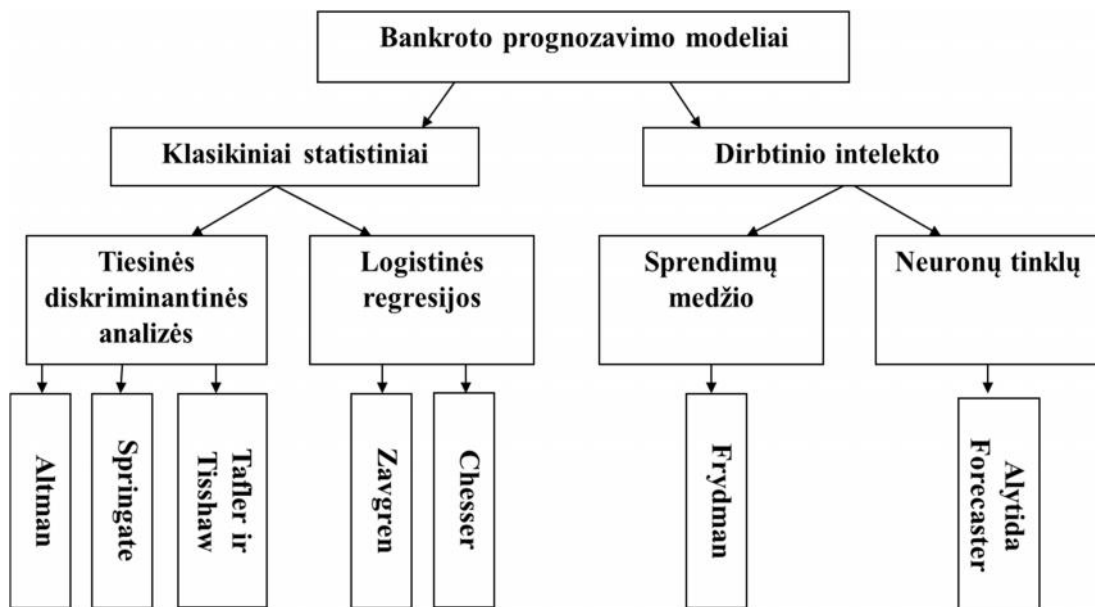 Bankroto prognozavimo modeliai
Klasikiniai statistiniai
Dirbtinio intelekto
Tiesinės
diskriminantinės
analizės
Logistinės
regresijos
Sprendimų
medžio
Neuronų tinklų
Altman
Springate
Tafler ir
Tisshaw
Zavgren
Chesser
Frydman
Alytida
Forecaster